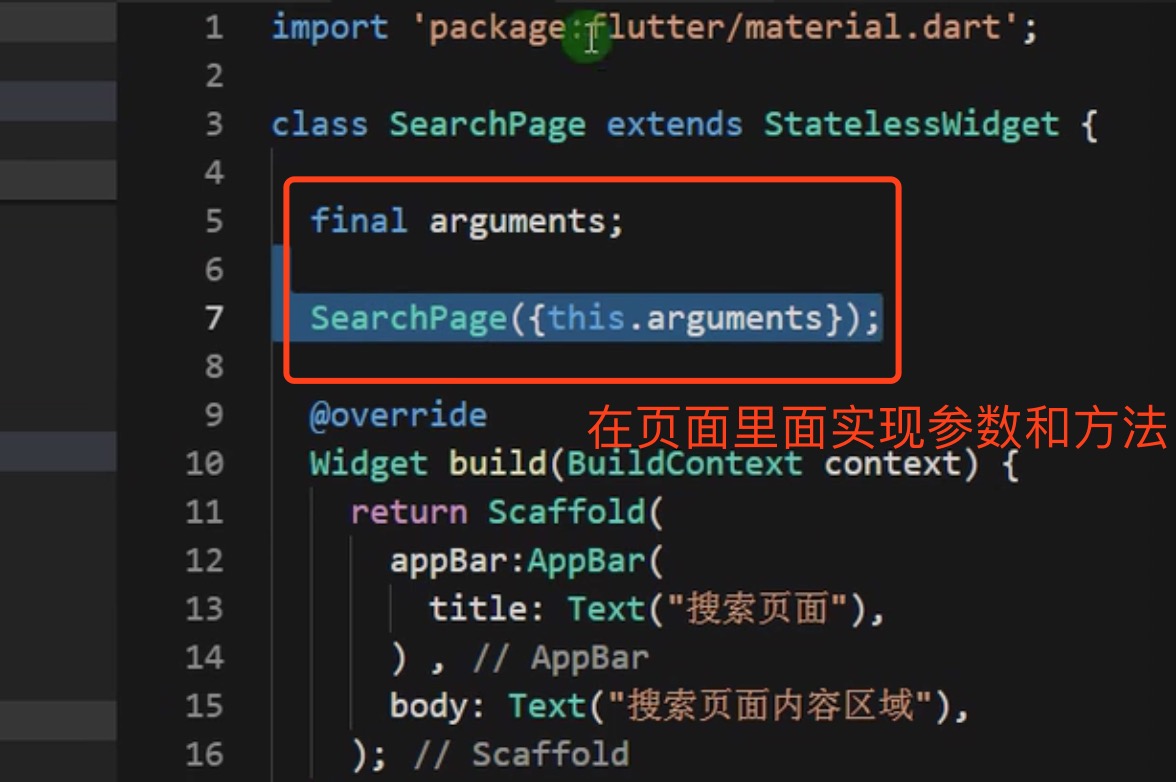 1 import 'package:flutter/material.dart';
2
3 class SearchPage extends StatelessWidget {
4
5 final arguments;
6
7 SearchPage({this.arguments});
8
9 @override
在页面里面实现参数和方法
10 Widget build(BuildContext context) {
11 return Scaffold(
12 appBar:AppBar(
13 title: Text("搜索页面"),
14 ) , // AppBar
15 body: Text("搜索页面内容区域"),
16 ); // Scaffold